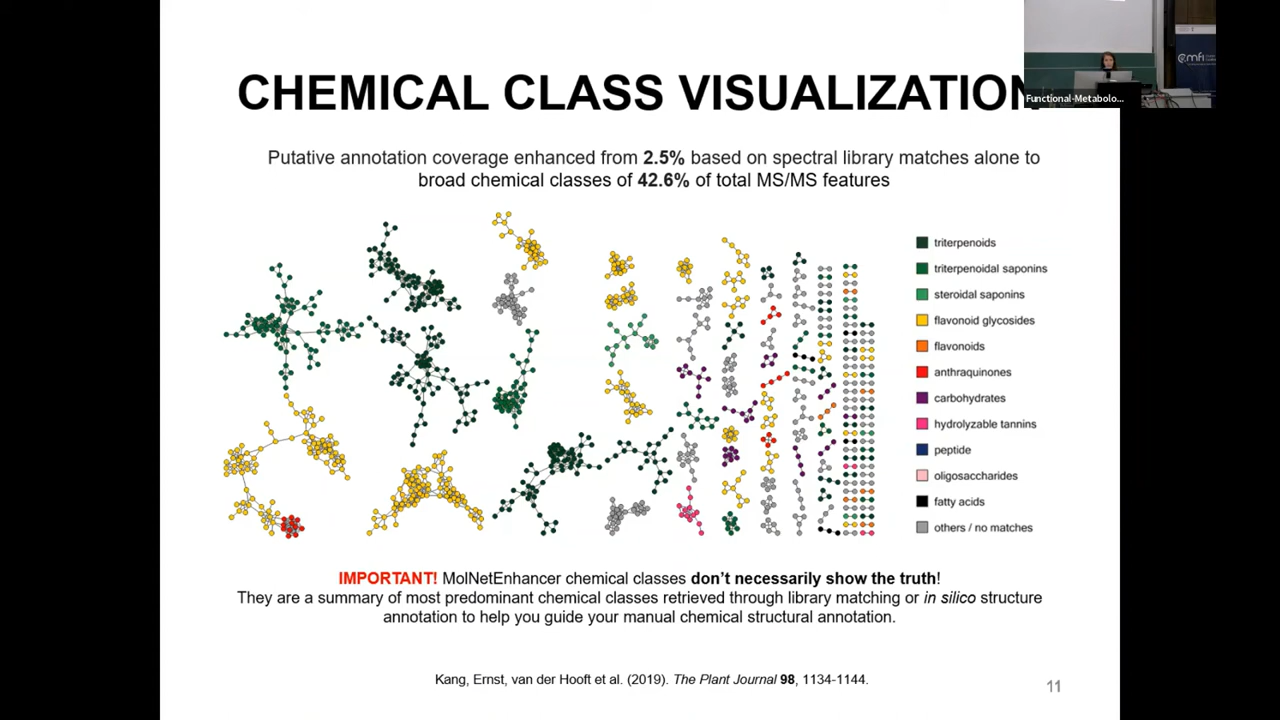 CHEMICAL CLASS VISUALIZATION
mfi
Functional-Metabolo...
Putative annotation coverage enhanced from 2.5% based on spectral library matches alone to
broad chemical classes of 42.6% of total MS/MS features
triterpenoids
triterpenoidal saponins
steroidal saponins
flavonoid glycosides
flavonoids
anthraquinones
carbohydrates
hydrolyzable tannins
peptide
oligosaccharides
fatty acids
others / no matches
IMPORTANT! MolNetEnhancer chemical classes don't necessarily show the truth!
They are a summary of most predominant chemical classes retrieved through library matching or in silico structure
annotation to help you guide your manual chemical structural annotation.
Kang, Ernst, van der Hooft et al. (2019). The Plant Journal 98, 1134-1144.
11